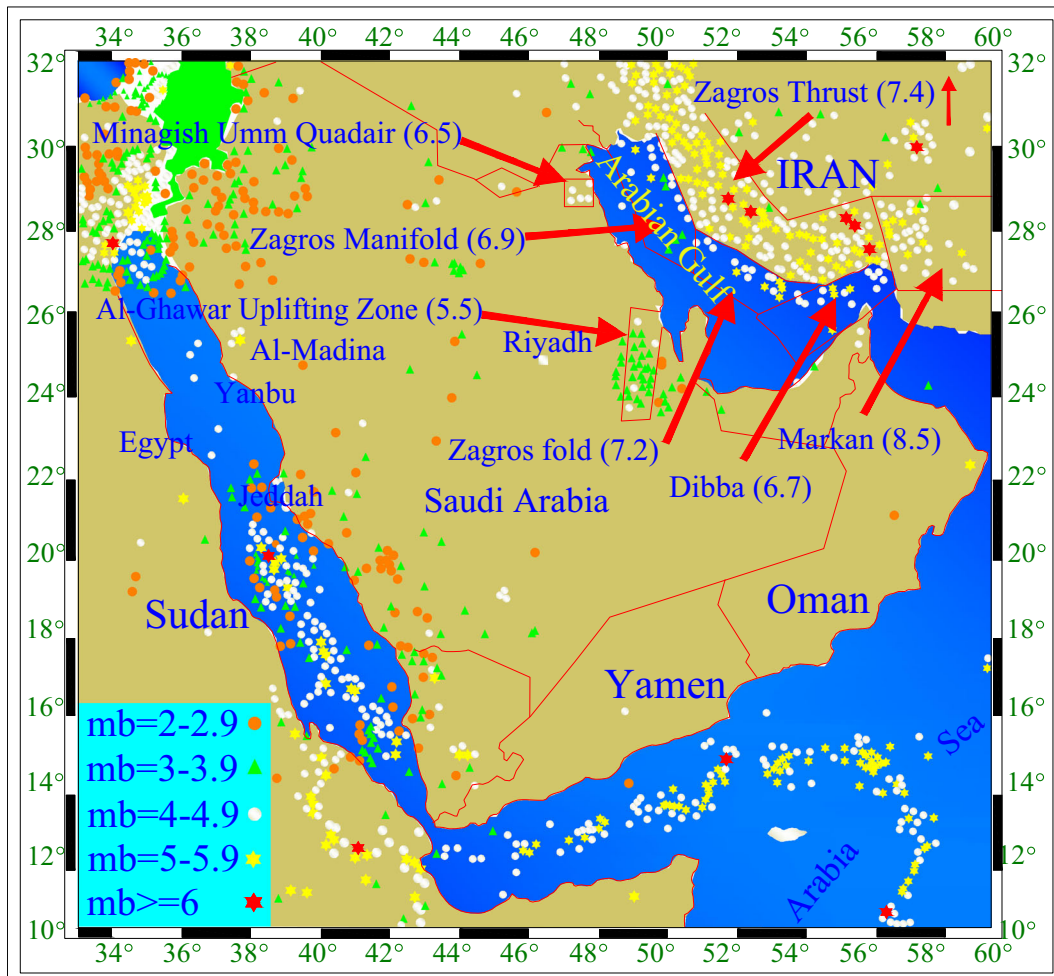 34° 36° 38° 40° 42° 44° 46° 48° 50° 52° 54° 56° 58° 60°
32° 32°
Zagros Thrust (7.4)
Minagish Umm Quadair (6.5)
30° 30°
Arabian Gulf
IRAN
28° 28°
Zagros Manifold (6.9)
Al-Ghawar Uplifting Zone (5.5)
26° 26°
Riyadh
Al-Madina
24° Yanbu 24°
Egypt
Zagros fold (7.2)
Markan (8.5)
22° 22°
Dibba (6.7)
Jeddah
Saudi Arabia
20° 20°
Sudan
Oman
18° 18°
Yamen
16° 16°
mb=2-2.9
Sea
mb=3-3.9
14° 14°
mb=4-4.9
12° 12°
mb=5-5.9
Arabia
mb>=6
10° 10°
34° 36° 38° 40° 42° 44° 46° 48° 50° 52° 54° 56° 58° 60°